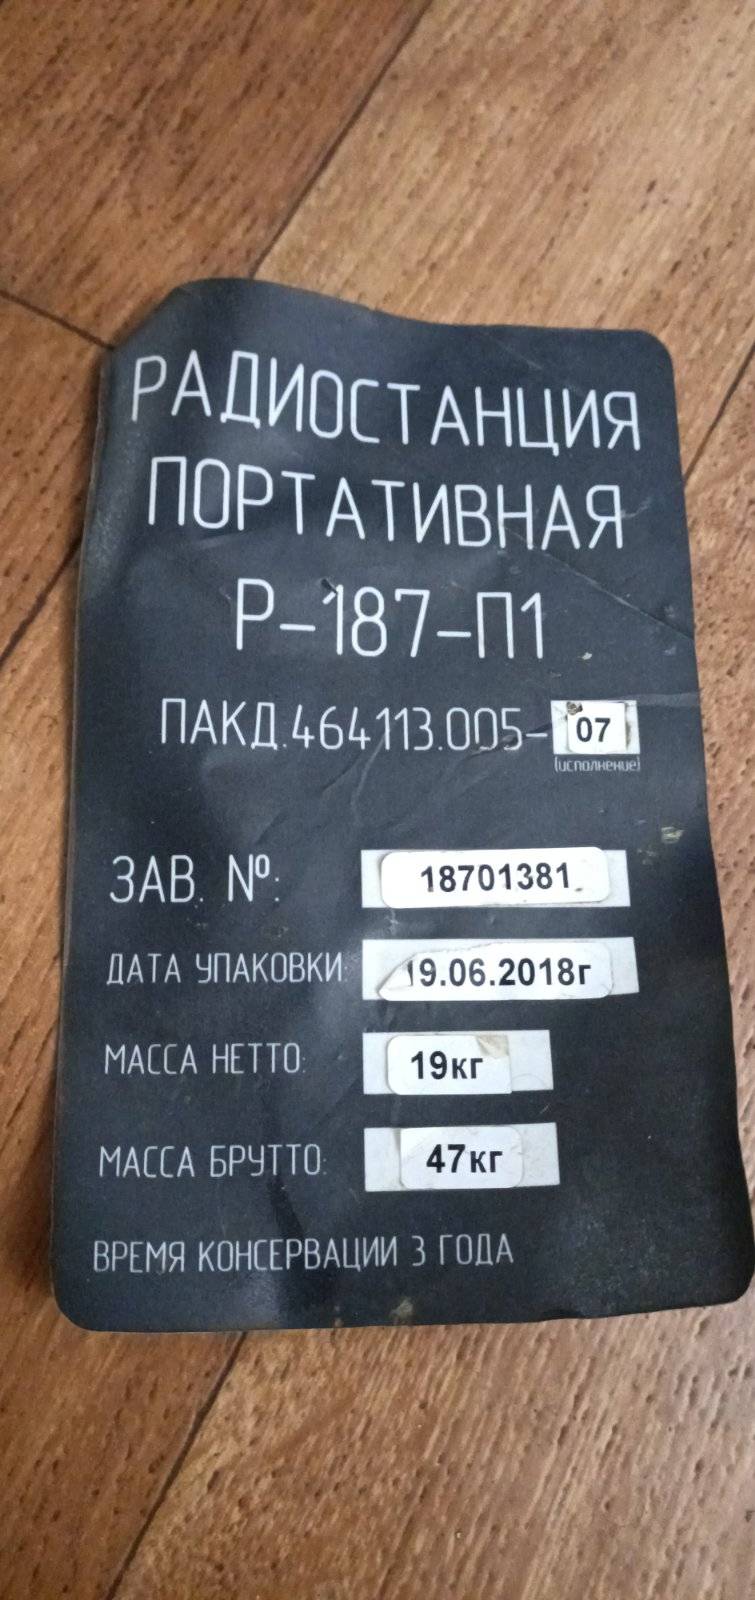 РАДИОСТАНЦИЯ
ПОРТАТИВНАЯ
Р-187-П1
ПАКД.464113.005- 07
(исполнение)
ЗАВ. №: 18701381
ДАТА УПАКОВКИ: 19.06.2018г
МАССА НЕТТО: 19кг
МАССА БРУТТО: 47кг
ВРЕМЯ КОНСЕРВАЦИИ 3 ГОДА